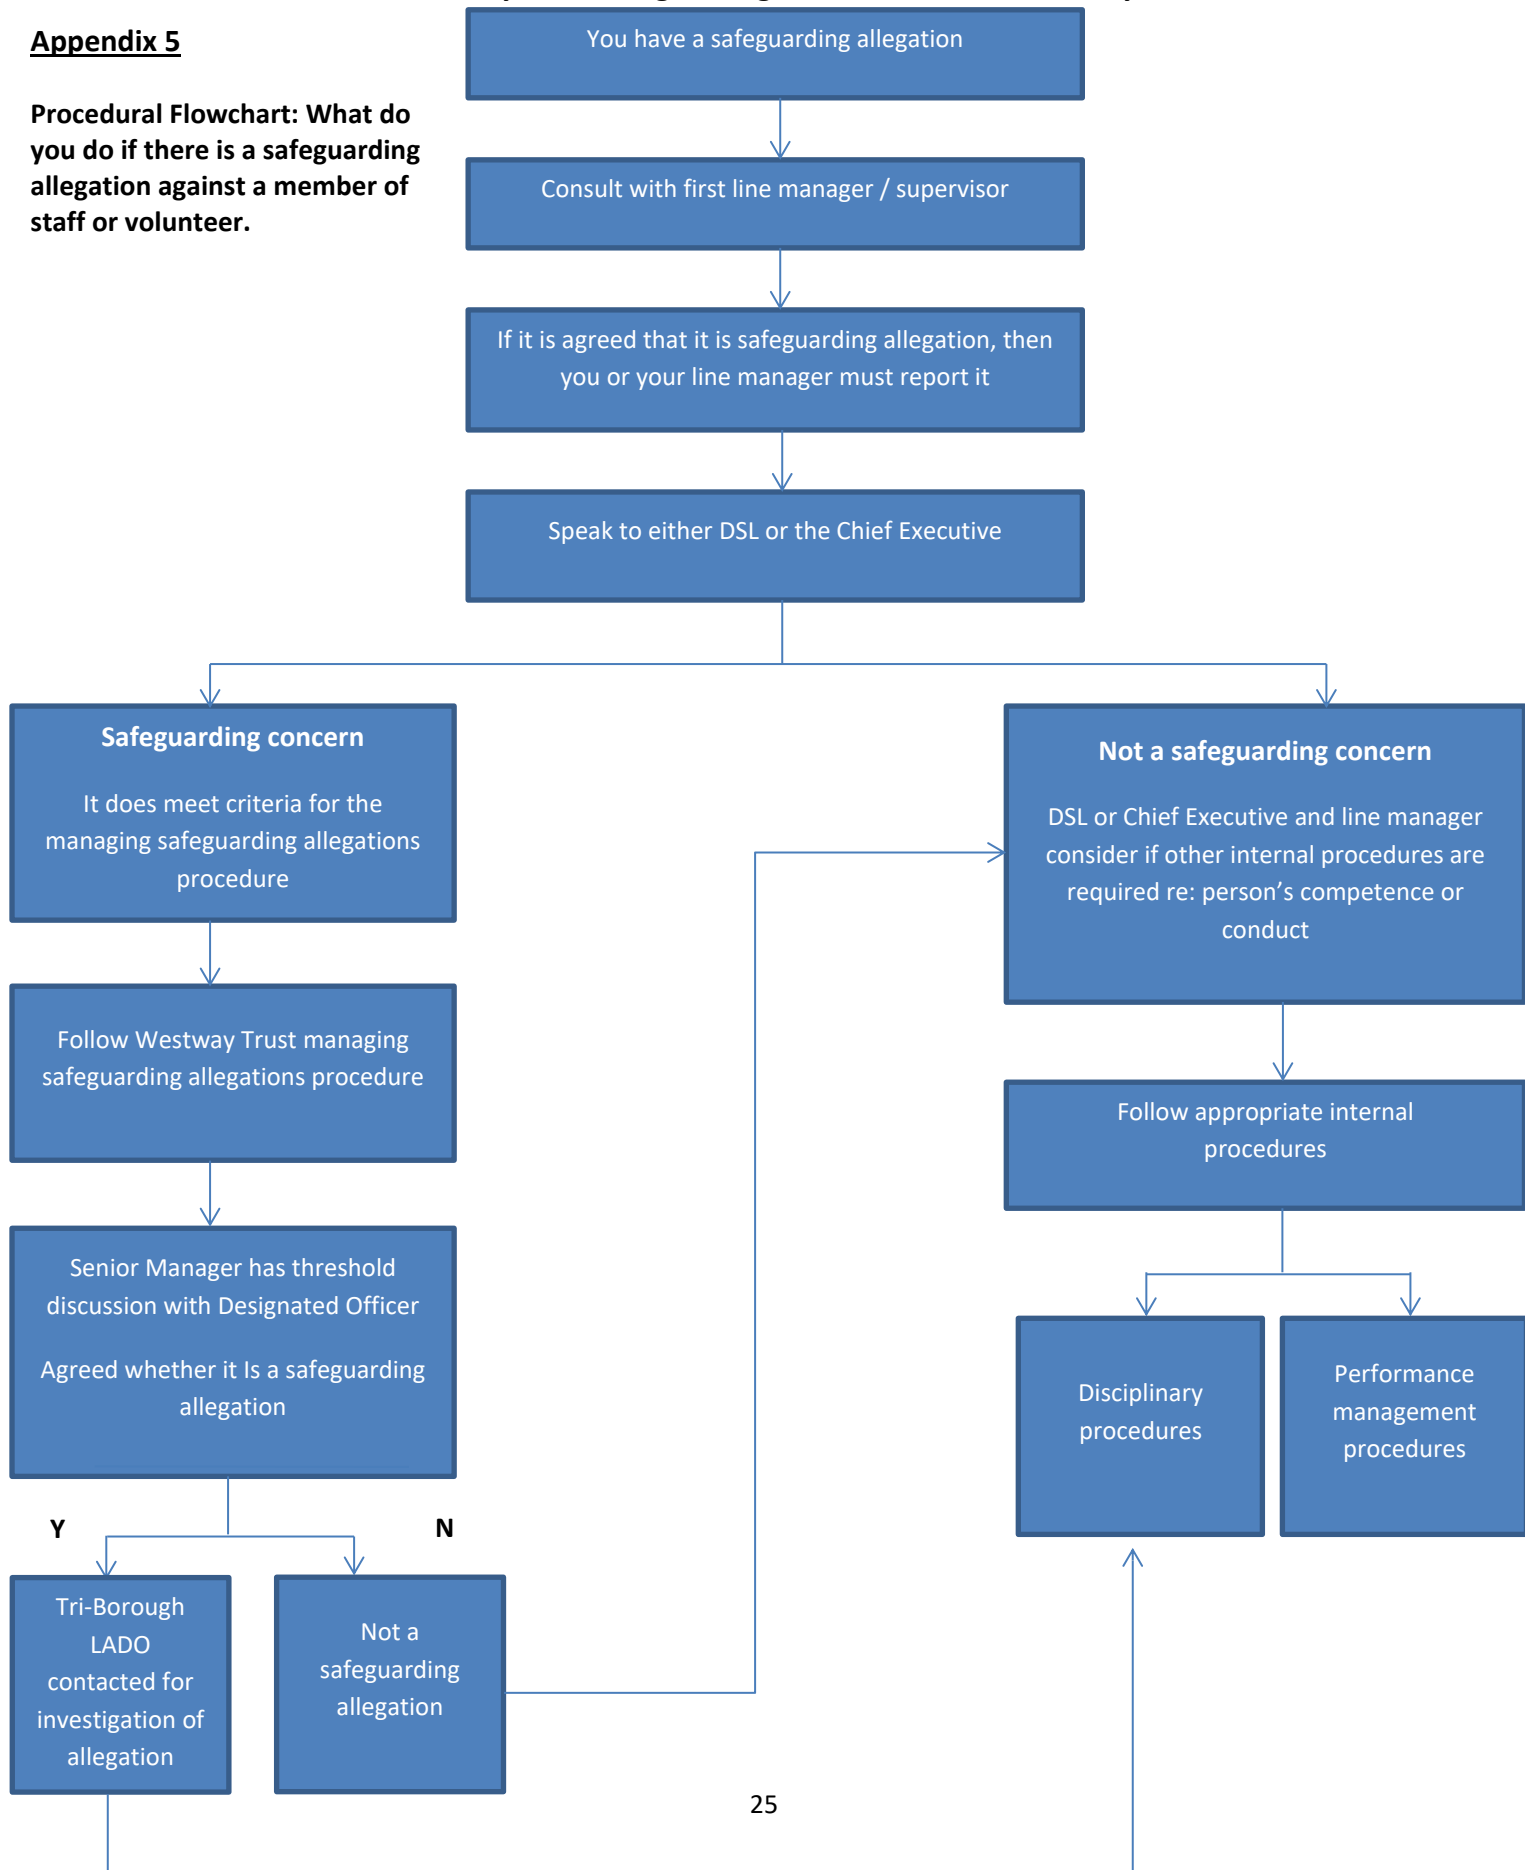 Appendix 5
Procedural Flowchart: What do
you do if there is a safeguarding
allegation against a member of
staff or volunteer.
You have a safeguarding allegation
Consult with first line manager / supervisor
If it is agreed that it is safeguarding allegation, then
you or your line manager must report it
Speak to either DSL or the Chief Executive
Safeguarding concern
It does meet criteria for the
managing safeguarding allegations
procedure
Follow Westway Trust managing
safeguarding allegations procedure
Senior Manager has threshold
discussion with Designated Officer
Agreed whether it Is a safeguarding
allegation
Y
N
Tri-Borough
LADO
contacted for
investigation of
allegation
Not a
safeguarding
allegation
Not a safeguarding concern
DSL or Chief Executive and line manager
consider if other internal procedures are
required re: person’s competence or
conduct
Follow appropriate internal
procedures
Disciplinary
procedures
Performance
management
procedures
25